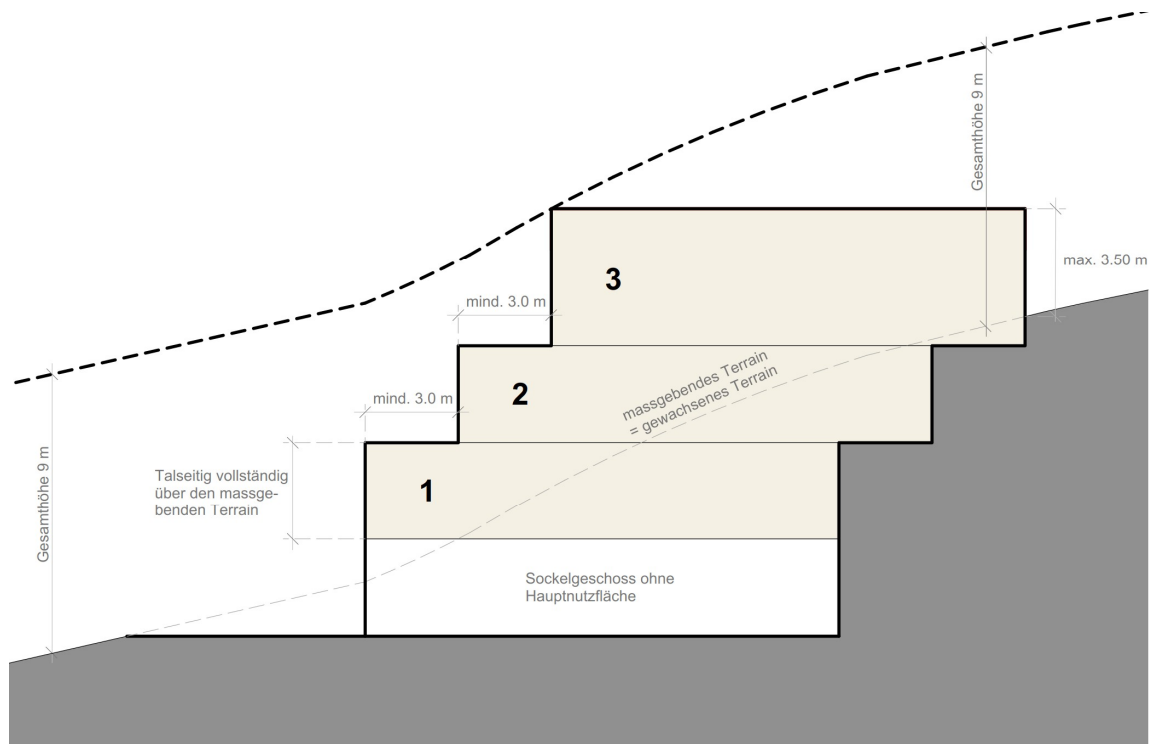 Gesamthöhe 9 m
max. 3.50 m
3
mind. 3.0 m
massgebendes Terrain
= gewachsenes Terrain
2
mind. 3.0 m
Gesamthöhe 9 m
Talseitig vollständig
über den massge-
benden Terrain
1
Sockelgeschoss ohne
Hauptnutzfläche